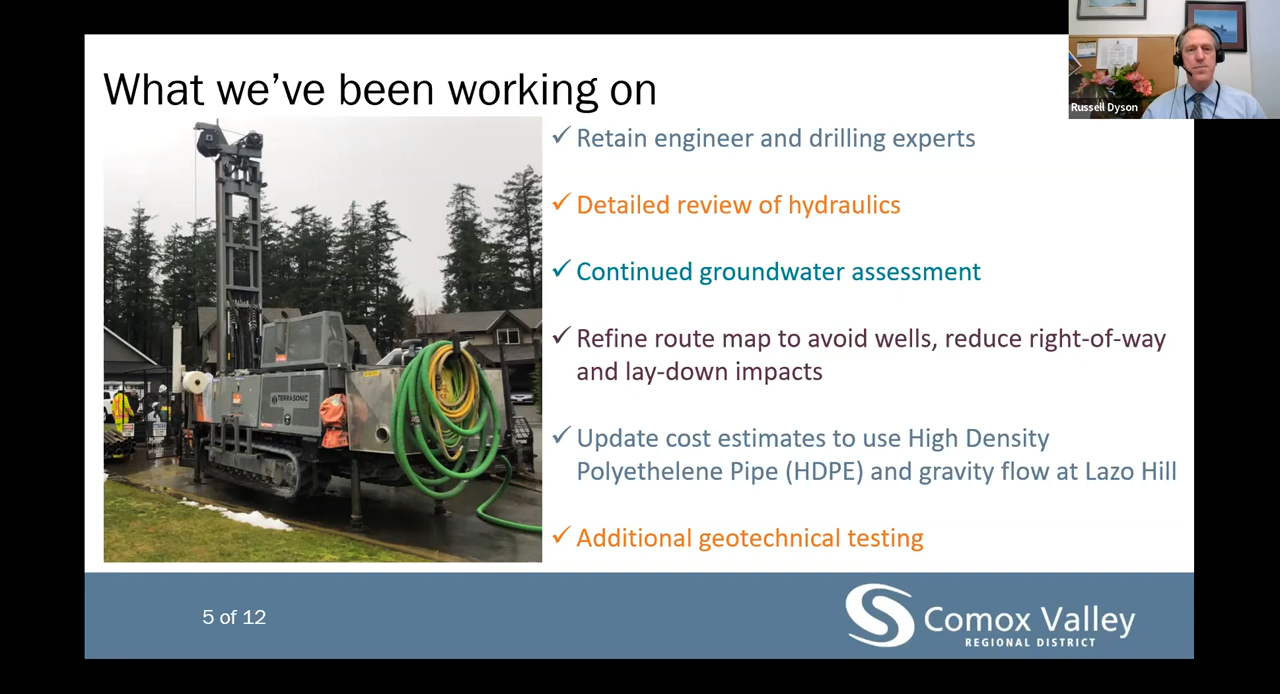 What we've been working on
Russell Dyson
✓ Retain engineer and drilling experts
✓ Detailed review of hydraulics
✓ Continued groundwater assessment
✓ Refine route map to avoid wells, reduce right-of-way
and lay-down impacts
✓ Update cost estimates to use High Density
Polyethelene Pipe (HDPE) and gravity flow at Lazo Hill
✓ Additional geotechnical testing
TERRASONIC
5 of 12
Comox Valley
REGIONAL DISTRICT